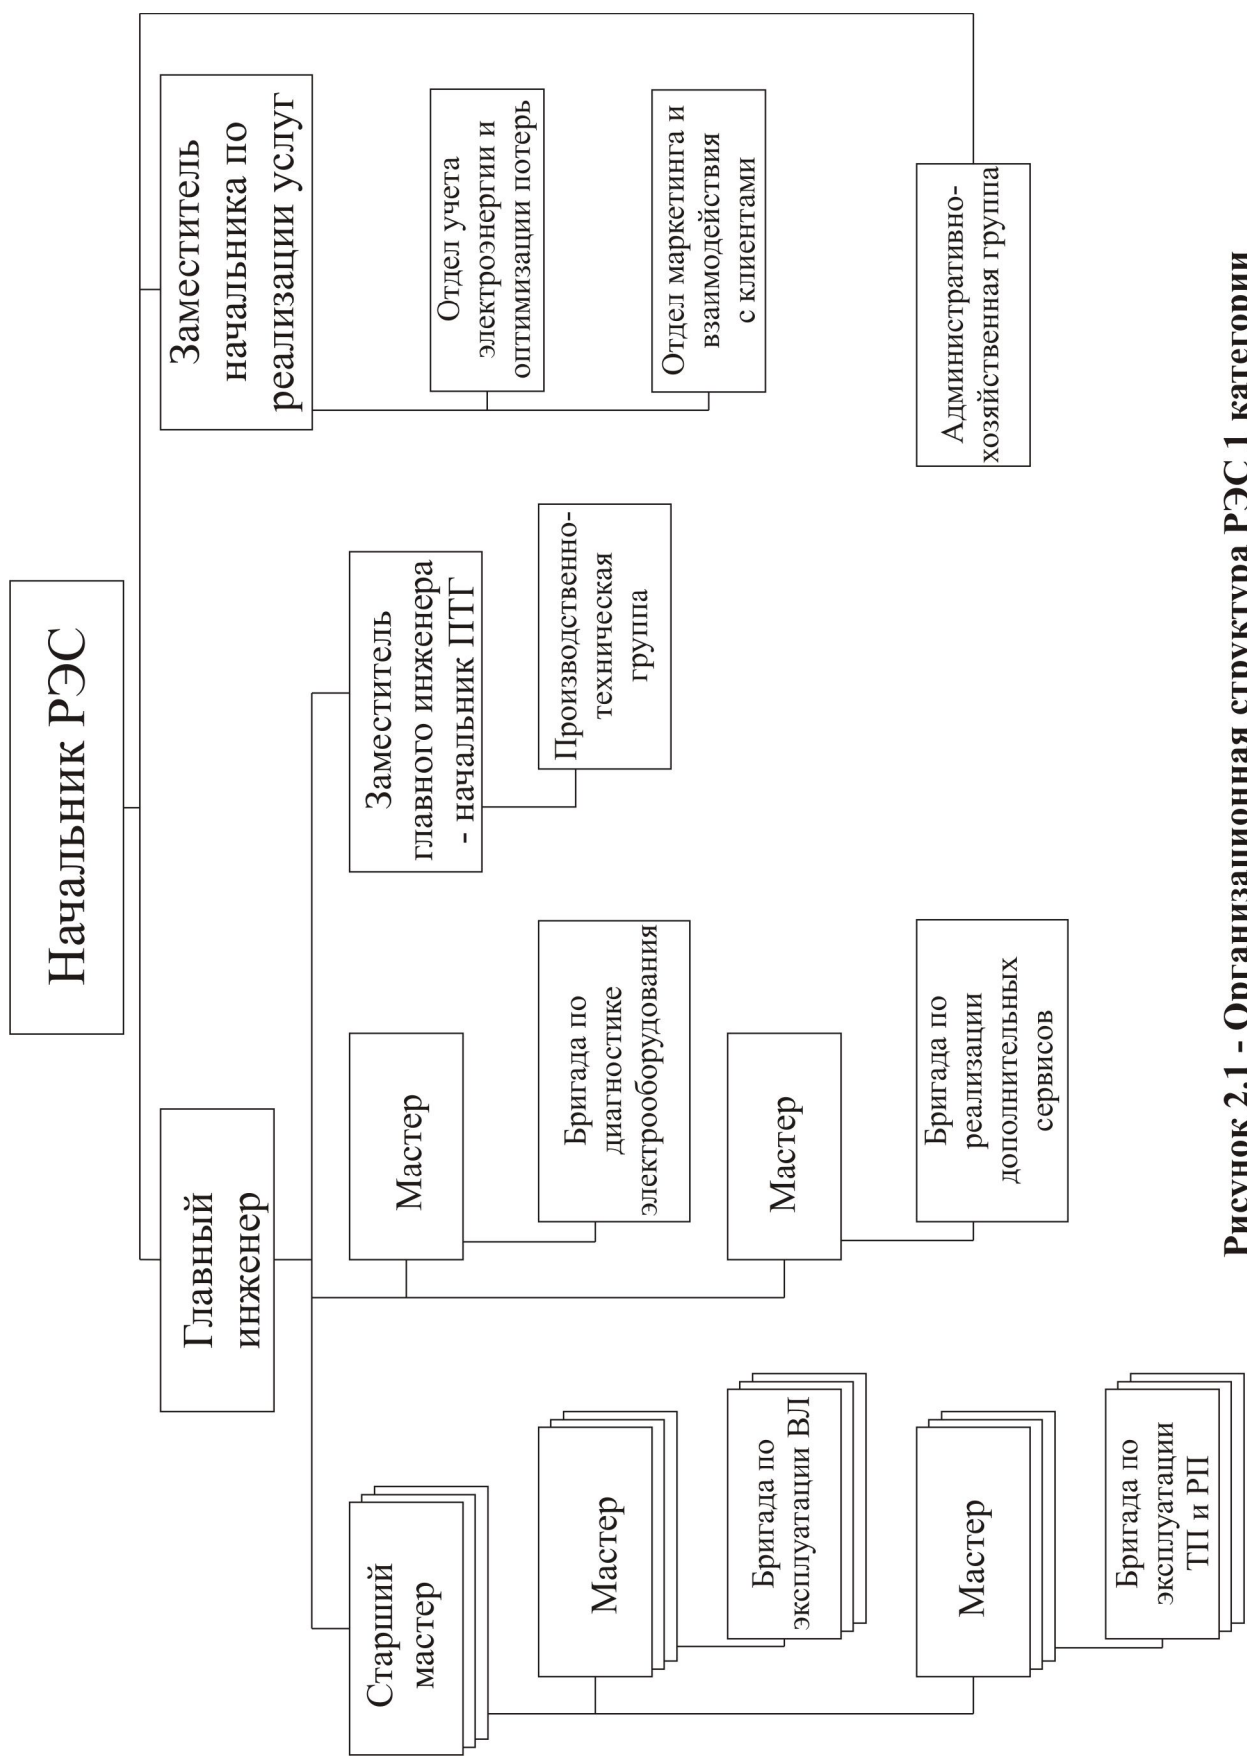 Начальник РЭС
Главный
инженер
Заместитель
начальника по
реализации услуг
Старший
мастер
Мастер
Заместитель
главного инженера
- начальник ПТГ
Отдел учета
электроэнергии и
оптимизации потерь
Мастер
Бригада по
диагностике
электрооборудования
Производственно-
техническая
группа
Отдел маркетинга и
взаимодействия
с клиентами
Бригада по
эксплуатации ВЛ
Мастер
Мастер
Бригада по
реализации
дополнительных
сервисов
Административно-
хозяйственная группа
Бригада по
эксплуатации
ТП и РП
Рисунок 2.1 - Организационная структура РЭС 1 категории